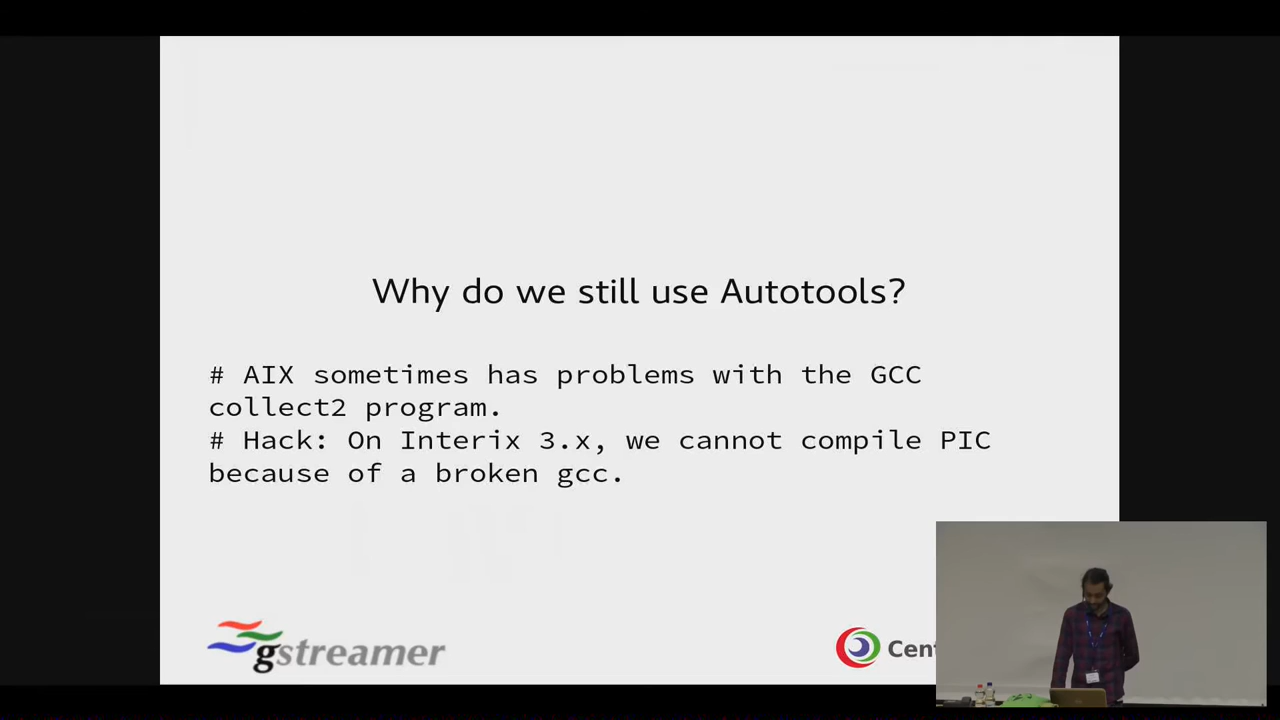 Why do we still use Autotools?
# AIX sometimes has problems with the GCC
collect2 program.
# Hack: On Interix 3.x, we cannot compile PIC
because of a broken gcc.
gstreamer
Cent